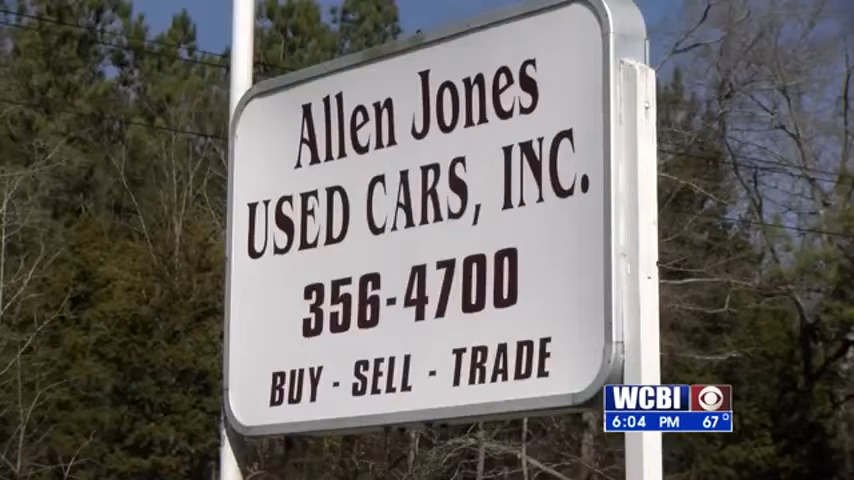 Allen Jones
USED CARS, INC.
356-4700
BUY - SELL - TRADE
WCBI
6:04 PM 67°